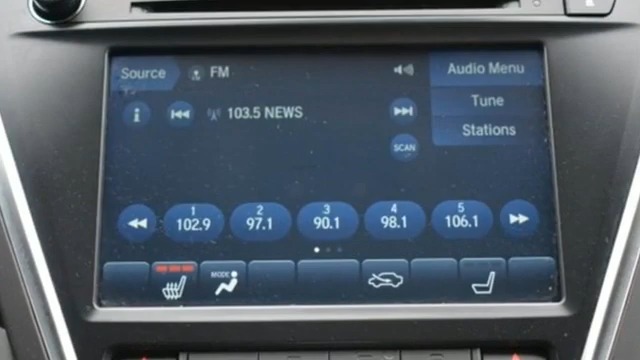 Source FM Audio Menu
103.5 NEWS Tune
SCAN Stations
1 2 3 4 5
102.9 97.1 90.1 98.1 106.1
MODE